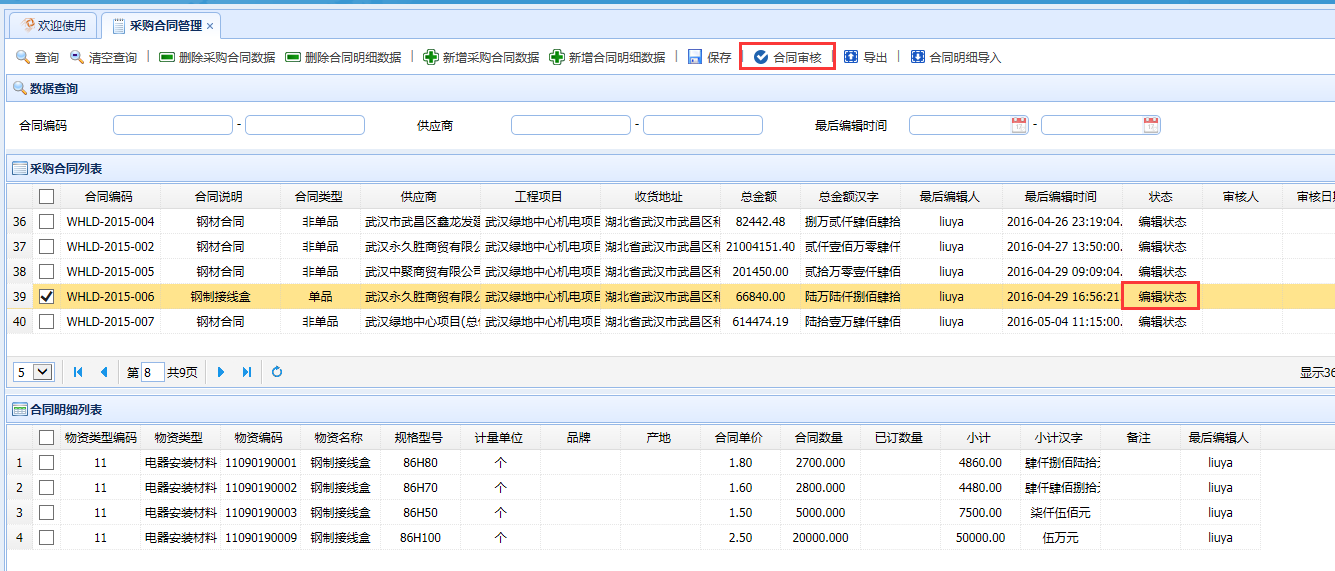 欢迎使用 采购合同管理 ×
查询 清空查询 | 删除采购合同数据 删除合同明细数据 | 新增采购合同数据 新增合同明细数据 | 保存 | 合同审核 | 导出 | 合同明细导入
数据查询
合同编码 - 供应商 - 最后编辑时间 -
采购合同列表
合同编码 合同说明 合同类型 供应商 工程项目 收货地址 总金额 总金额汉字 最后编辑人 最后编辑时间 状态 审核人 审核日
36 WHLD-2015-004 钢材合同 非单品 武汉市武昌区鑫龙发 武汉绿地中心机电项目 湖北省武汉市武昌区和 82442.48 捌万贰仟肆佰肆拾 liuya 2016-04-26 23:19:04. 编辑状态
37 WHLD-2015-002 钢材合同 非单品 武汉永久胜商贸有限公 武汉绿地中心机电项目 湖北省武汉市武昌区和 21004151.40 贰仟壹佰万零肆仟 liuya 2016-04-27 13:50:00. 编辑状态
38 WHLD-2015-005 钢材合同 非单品 武汉中聚商贸有限公司 武汉绿地中心机电项目 湖北省武汉市武昌区和 201450.00 贰拾万零壹仟肆佰 liuya 2016-04-29 09:09:04. 编辑状态
39 WHLD-2015-006 钢制接线盒 单品 武汉永久胜商贸有限公 武汉绿地中心机电项目 湖北省武汉市武昌区和 66840.00 陆万陆仟捌佰肆拾 liuya 2016-04-29 16:56:21 编辑状态
40 WHLD-2015-007 钢材合同 非单品 武汉绿地中心项目(总 武汉绿地中心机电项目 湖北省武汉市武昌区和 614474.19 陆拾壹万肆仟肆佰 liuya 2016-05-04 11:15:00. 编辑状态
5 第 8 共9页 显示36
合同明细列表
物资类型编码 物资类型 物资编码 物资名称 规格型号 计量单位 品牌 产地 合同单价 合同数量 已订数量 小计 小计汉字 备注 最后编辑人
1 11 电器安装材料 11090190001 钢制接线盒 86H80 个 1.80 2700.000 4860.00 肆仟捌佰陆拾 liuya
2 11 电器安装材料 11090190002 钢制接线盒 86H70 个 1.60 2800.000 4480.00 肆仟肆佰捌拾 liuya
3 11 电器安装材料 11090190003 钢制接线盒 86H50 个 1.50 5000.000 7500.00 柒仟伍佰元 liuya
4 11 电器安装材料 11090190009 钢制接线盒 86H100 个 2.50 20000.000 50000.00 伍万元 liuya